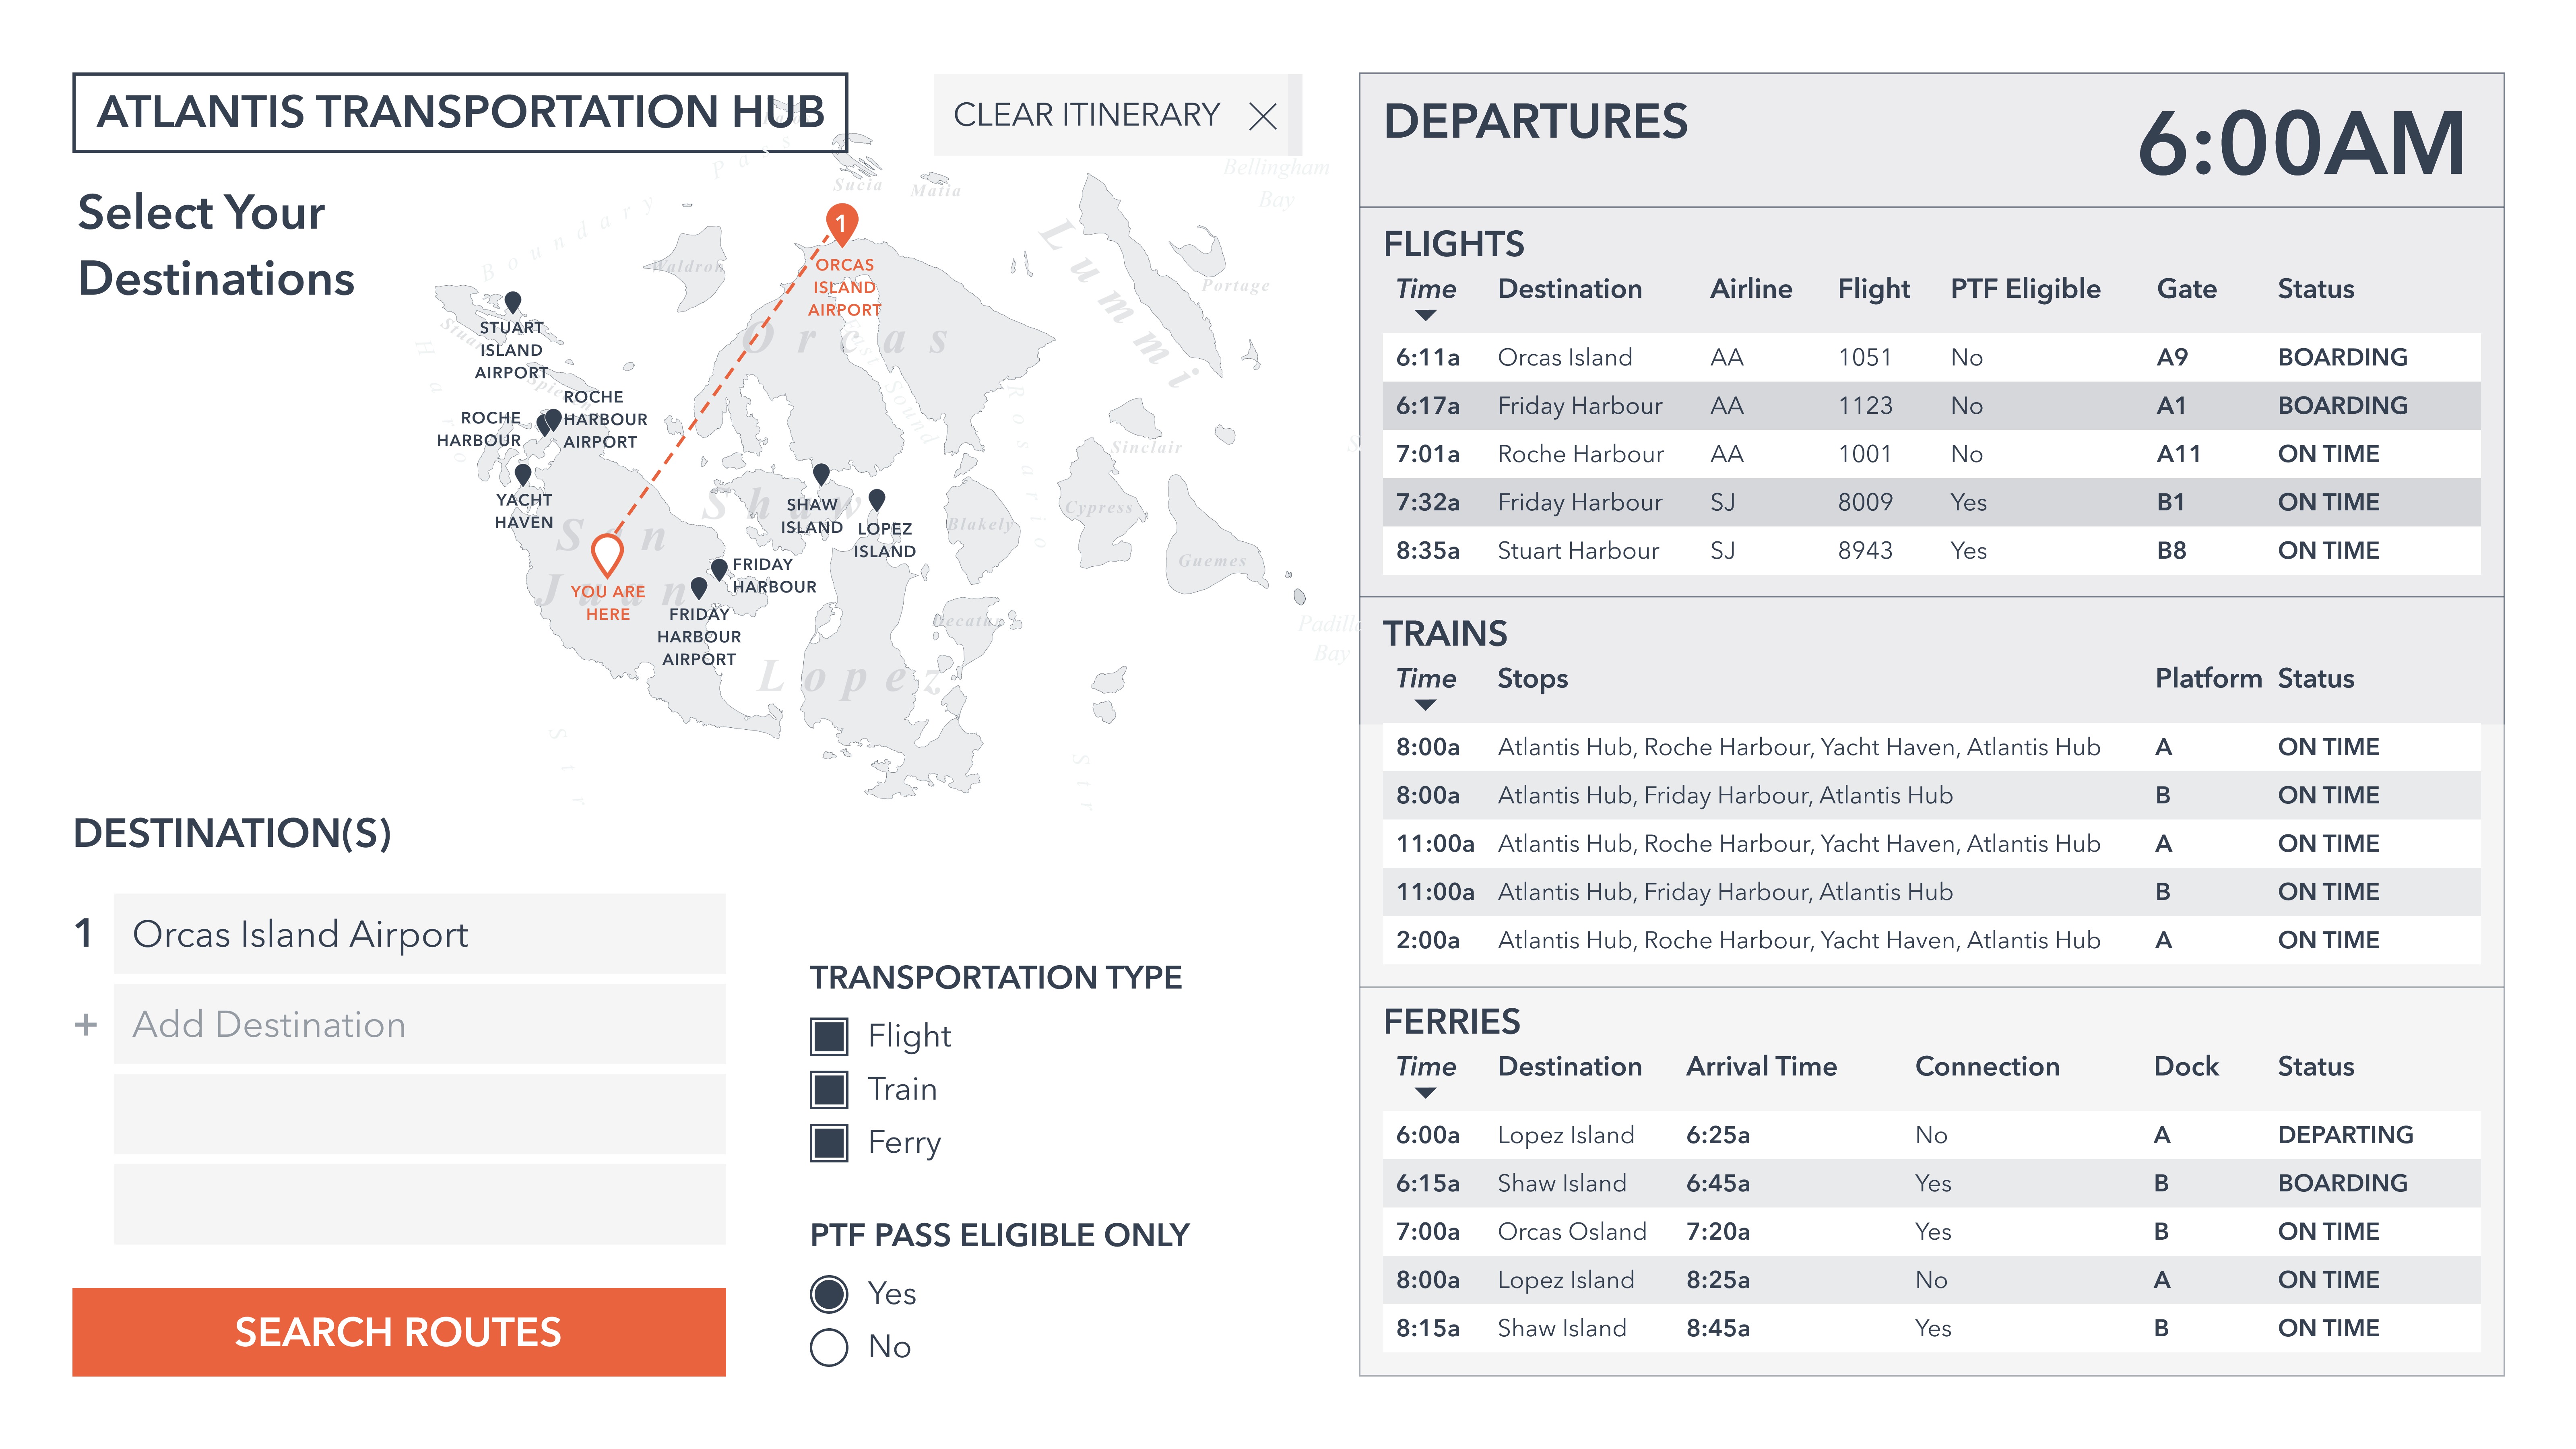 ATLANTIS TRANSPORTATION HUB
CLEAR ITINERARY
Select Your
Destinations
Boundary Pass
Sucia
Matia
Bellingham
Bay
1
ORCAS
ISLAND
AIRPORT
Waldron
Orcas
Lummi
Portage
STUART
ISLAND
AIRPORT
ROCHE
HARBOUR
ROCHE
HARBOUR
AIRPORT
Sound
Rosario
Sinclair
YACHT
HAVEN
San
Juan
Shaw
SHAW
ISLAND
LOPEZ
ISLAND
Blakely
Cypress
Guemes
YOU ARE
HERE
FRIDAY
HARBOUR
FRIDAY
HARBOUR
AIRPORT
Decatur
Padill
Bay
Lopez
Str
Str
DESTINATION(S)
1 Orcas Island Airport
+ Add Destination
SEARCH ROUTES
TRANSPORTATION TYPE
Flight
Train
Ferry
PTF PASS ELIGIBLE ONLY
Yes
No
DEPARTURES 6:00AM
FLIGHTS
Time Destination Airline Flight PTF Eligible Gate Status
6:11a Orcas Island AA 1051 No A9 BOARDING
6:17a Friday Harbour AA 1123 No A1 BOARDING
7:01a Roche Harbour AA 1001 No A11 ON TIME
7:32a Friday Harbour SJ 8009 Yes B1 ON TIME
8:35a Stuart Harbour SJ 8943 Yes B8 ON TIME
TRAINS
Time Stops Platform Status
8:00a Atlantis Hub, Roche Harbour, Yacht Haven, Atlantis Hub A ON TIME
8:00a Atlantis Hub, Friday Harbour, Atlantis Hub B ON TIME
11:00a Atlantis Hub, Roche Harbour, Yacht Haven, Atlantis Hub A ON TIME
11:00a Atlantis Hub, Friday Harbour, Atlantis Hub B ON TIME
2:00a Atlantis Hub, Roche Harbour, Yacht Haven, Atlantis Hub A ON TIME
FERRIES
Time Destination Arrival Time Connection Dock Status
6:00a Lopez Island 6:25a No A DEPARTING
6:15a Shaw Island 6:45a Yes B BOARDING
7:00a Orcas Osland 7:20a Yes B ON TIME
8:00a Lopez Island 8:25a No A ON TIME
8:15a Shaw Island 8:45a Yes B ON TIME